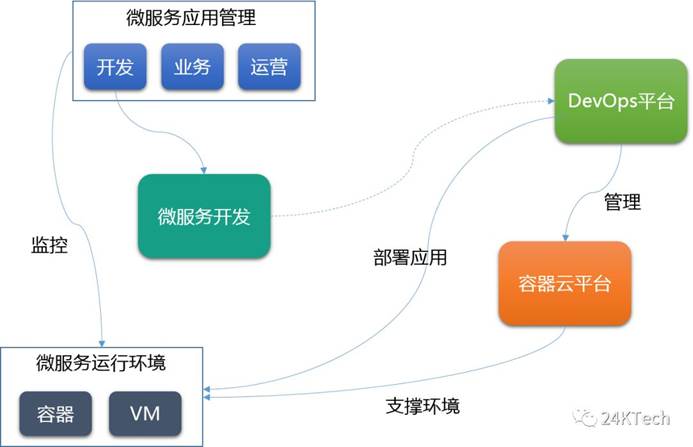 微服务应用管理
开发
业务
运营
DevOps平台
微服务开发
管理
监控
部署应用
容器云平台
微服务运行环境
容器
VM
支撑环境
24KTech